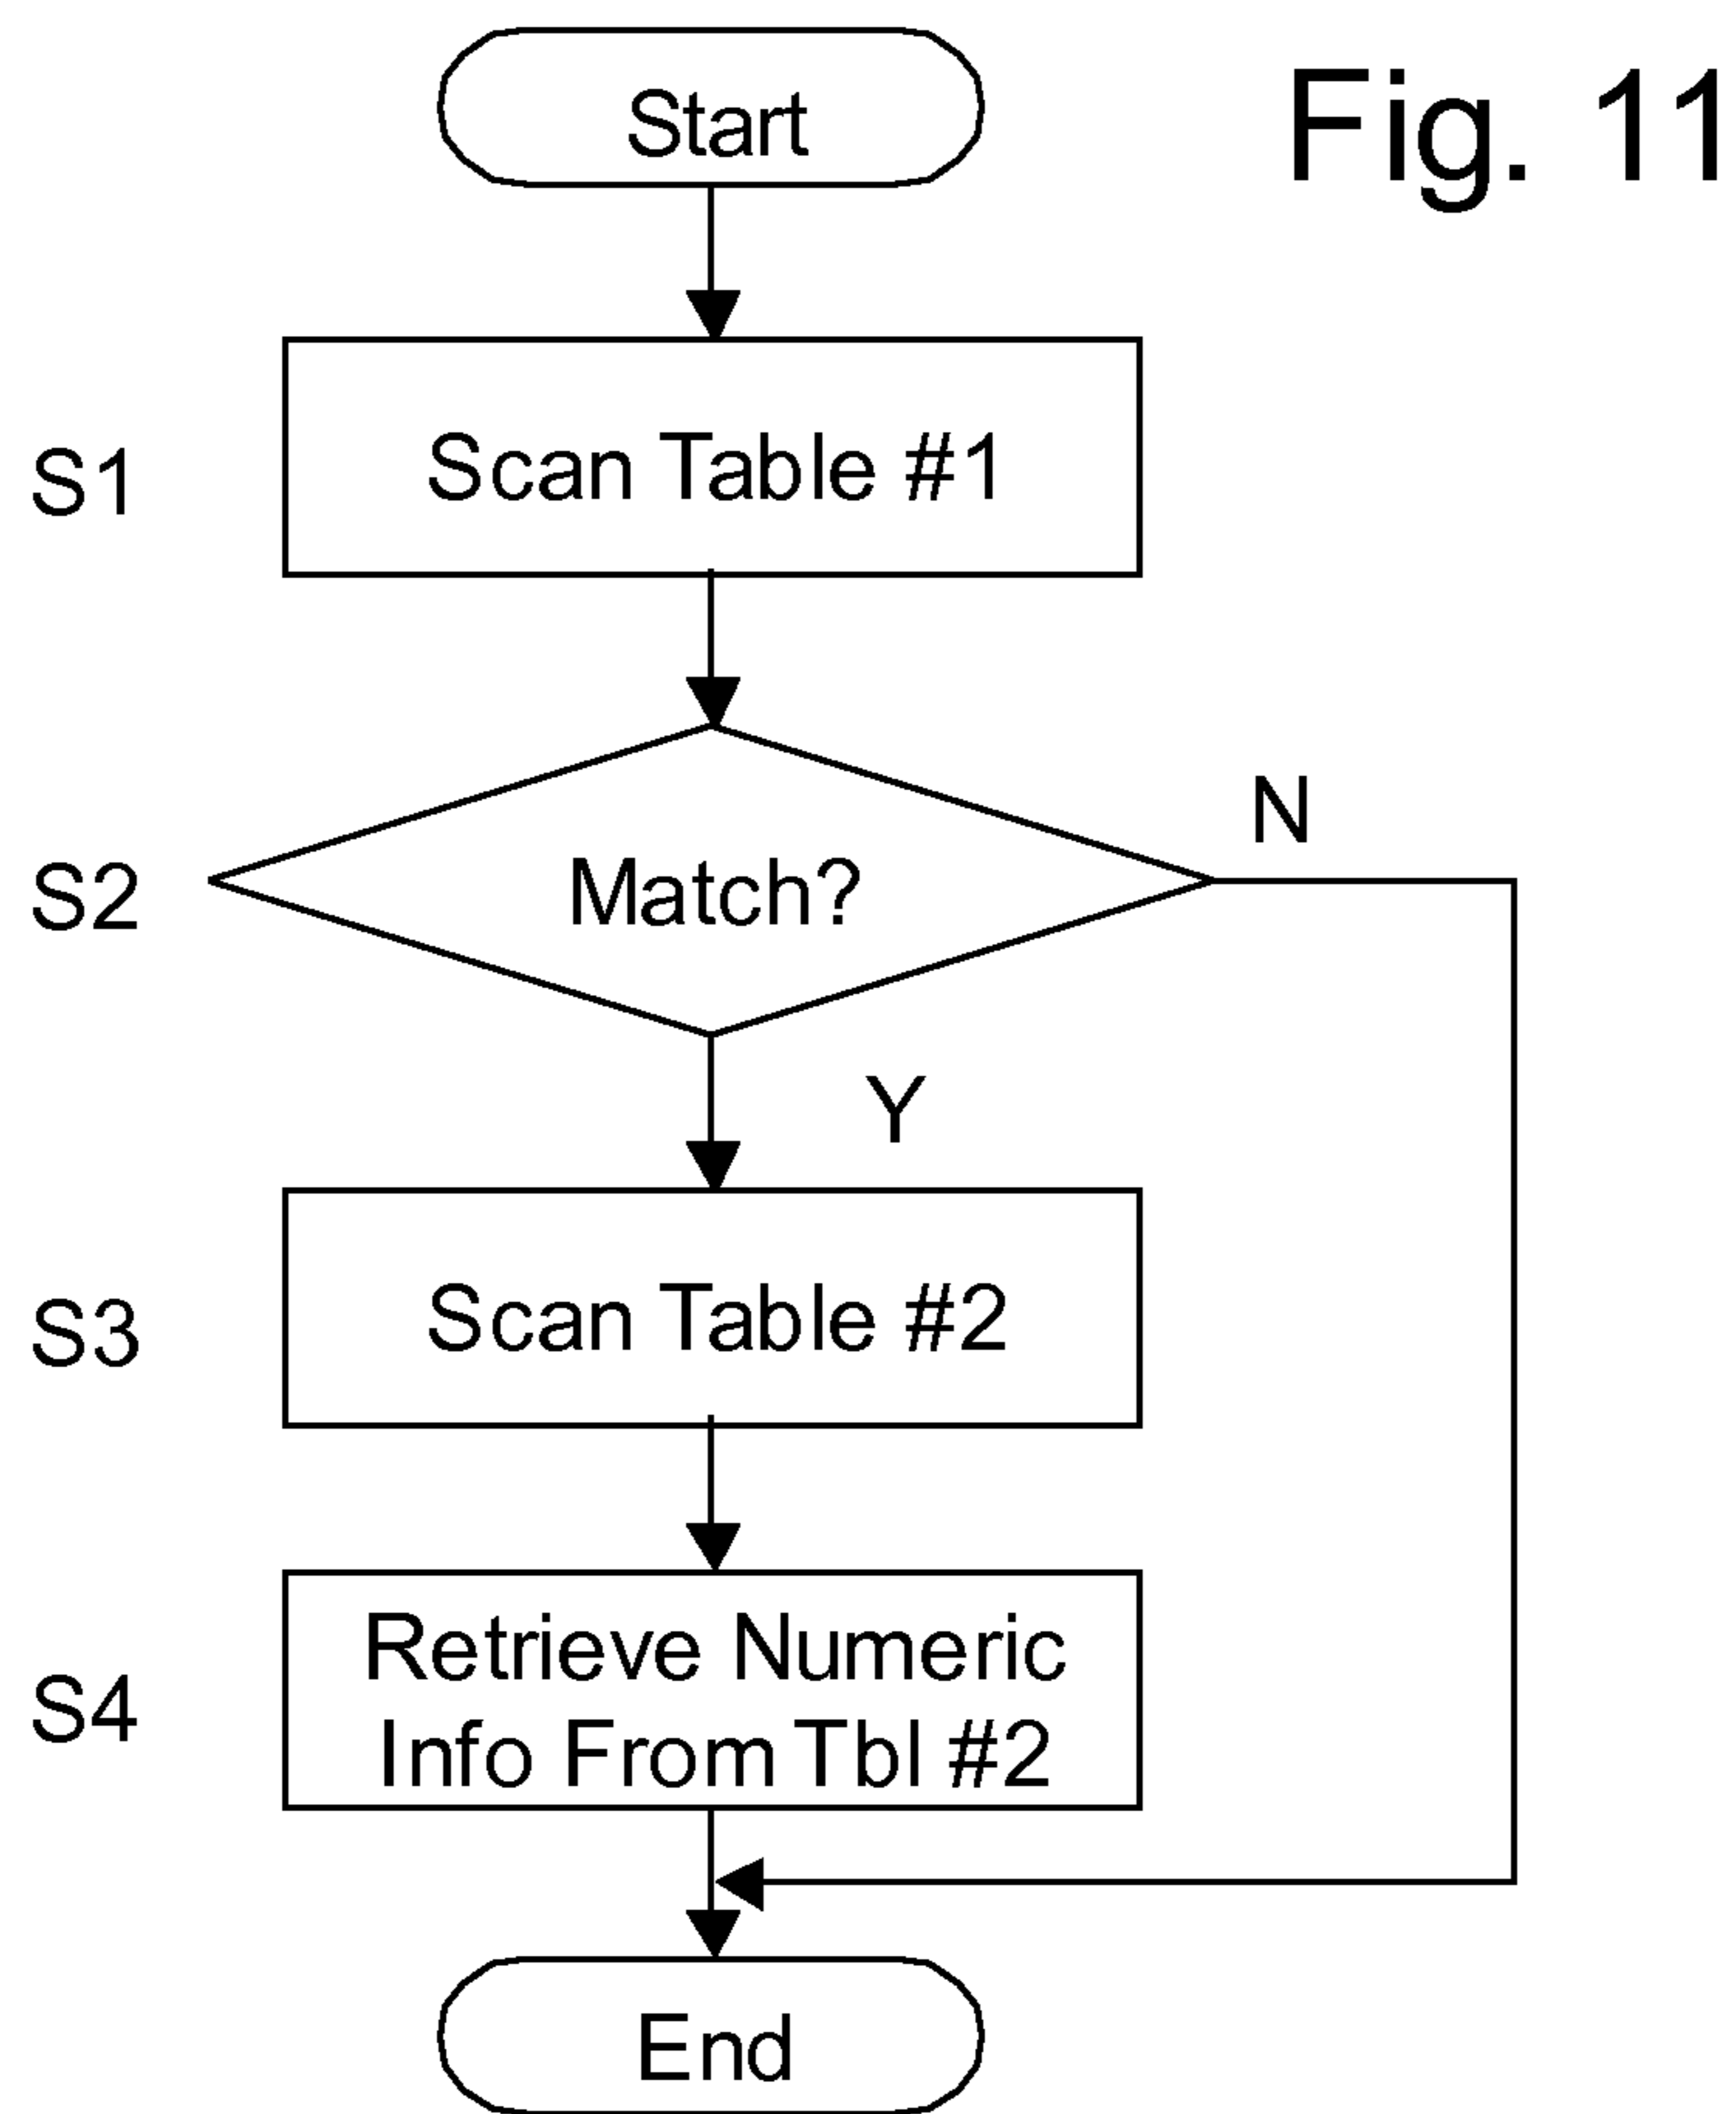 Fig. 11
Start
S1
Scan Table #1
S2
Match?
N
Y
S3
Scan Table #2
S4
Retrieve Numeric
Info From Tbl #2
End